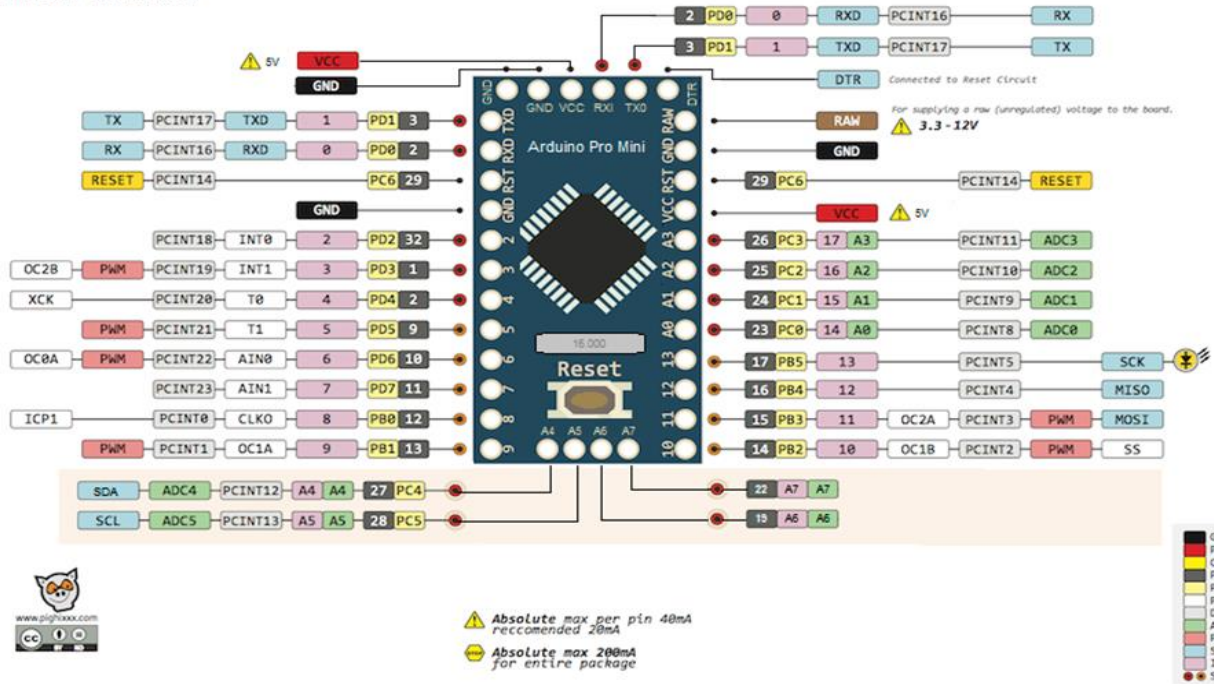 2 PD0 0 RXD PCINT16 RX
3 PD1 1 TXD PCINT17 TX
5V VCC
GND
DTR Connected to Reset Circuit
For supplying a raw (unregulated) voltage to the board.
RAW 3.3 - 12V
GND
GND GND VCC RXI TX0 DTR
TX PCINT17 TXD 1 PD1 3 TXD
RX PCINT16 RXD 0 PD0 2 RXD
RESET PCINT14 PC6 29 RST
GND GND
PCINT18 INT0 2 PD2 32 2
OC2B PWM PCINT19 INT1 3 PD3 1 3
XCK PCINT20 T0 4 PD4 2 4
PWM PCINT21 T1 5 PD5 9 5
OC0A PWM PCINT22 AIN0 6 PD6 10 6
PCINT23 AIN1 7 PD7 11 7
ICP1 PCINT0 CLKO 8 PB0 12 8
PWM PCINT1 OC1A 9 PB1 13 9
Arduino Pro Mini
16.000
Reset
A4 A5 A6 A7
RAW
GND
RST 29 PC6 PCINT14 RESET
VCC VCC 5V
A3 26 PC3 17 A3 PCINT11 ADC3
A2 25 PC2 16 A2 PCINT10 ADC2
A1 24 PC1 15 A1 PCINT9 ADC1
A0 23 PC0 14 A0 PCINT8 ADC0
13 17 PB5 13 PCINT5 SCK
12 16 PB4 12 PCINT4 MISO
11 15 PB3 11 OC2A PCINT3 PWM MOSI
10 14 PB2 10 OC1B PCINT2 PWM SS
SDA ADC4 PCINT12 A4 A4 27 PC4
SCL ADC5 PCINT13 A5 A5 28 PC5
22 A7 A7
19 A6 A6
www.pighixxx.com
cc
BY ND
Absolute max per pin 40mA
reccomended 20mA
Absolute max 200mA
for entire package